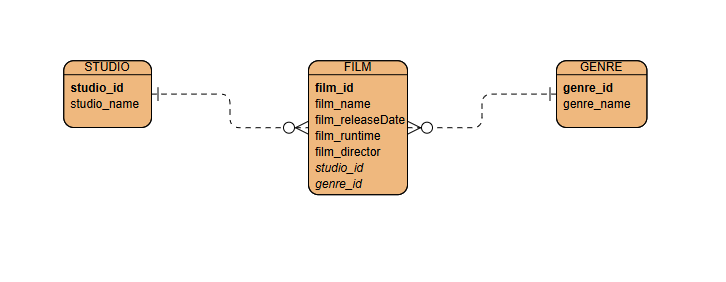 STUDIO
studio_id
studio_name
FILM
film_id
film_name
film_releaseDate
film_runtime
film_director
studio_id
genre_id
GENRE
genre_id
genre_name